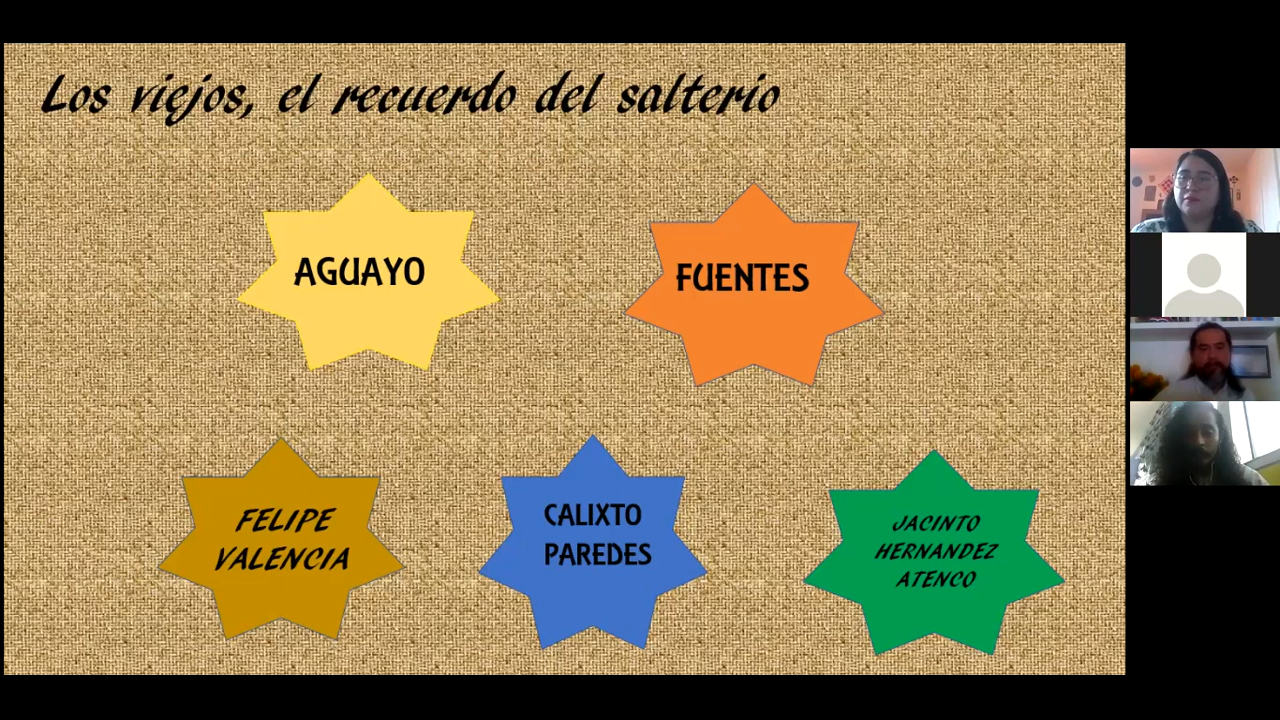 Los viejos, el recuerdo del salterio
AGUAYO
FUENTES
FELIPE
VALENCIA
CALIXTO
PAREDES
JACINTO
HERNANDEZ
ATENCO